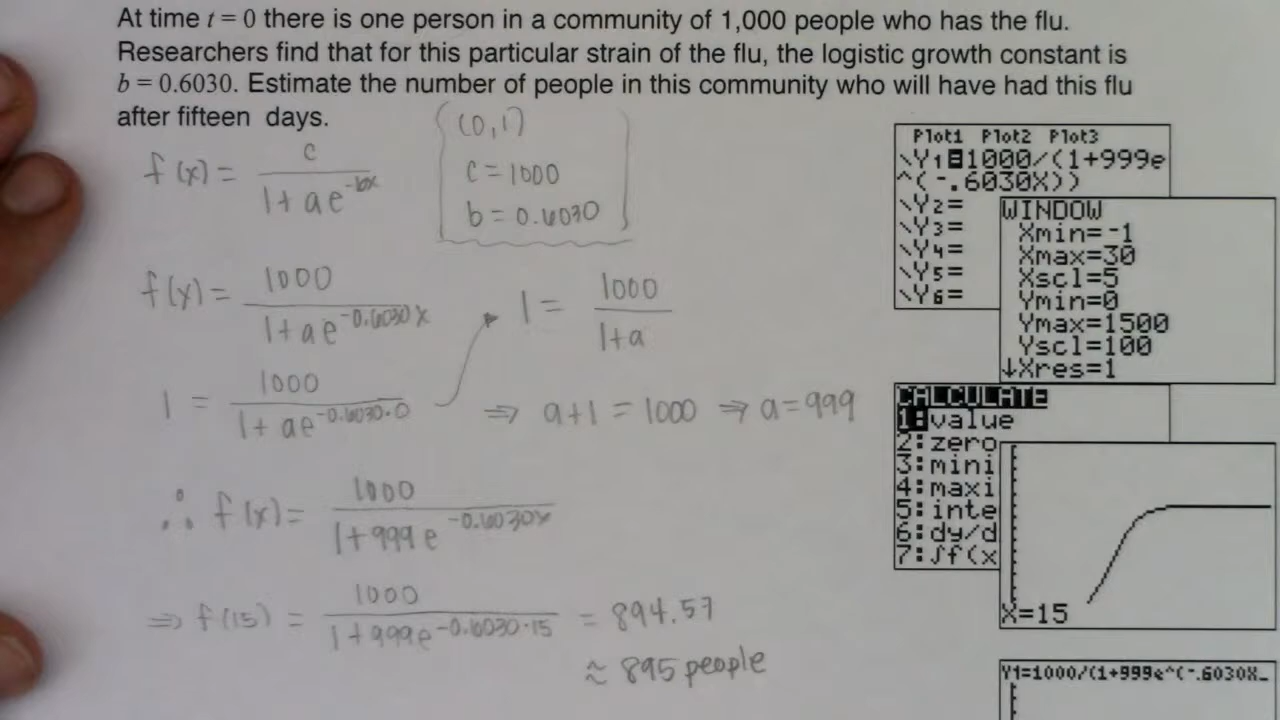 At time t = 0 there is one person in a community of 1,000 people who has the flu.
Researchers find that for this particular strain of the flu, the logistic growth constant is
b = 0.6030. Estimate the number of people in this community who will have had this flu
after fifteen days.
f(x) = c / (1 + ae^(-bx))
(0,1)
c = 1000
b = 0.6030
f(x) = 1000 / (1 + ae^(-0.6030x))
1 = 1000 / (1 + ae^(-0.6030·0))
1 = 1000 / (1 + a)
⇒ a+1 = 1000 ⇒ a = 999
∴ f(x) = 1000 / (1 + 999e^(-0.6030x))
⇒ f(15) = 1000 / (1 + 999e^(-0.6030·15)) = 894.57
≈ 895 people
Plot1 Plot2 Plot3
\Y1=1000/(1+999e
^(-.6030X))
\Y2=
\Y3=
\Y4=
\Y5=
\Y6=
WINDOW
Xmin=-1
Xmax=30
Xscl=5
Ymin=0
Ymax=1500
Yscl=100
↓Xres=1
CALCULATE
1:value
2:zero
3:mini
4:maxi
5:inte
6:dy/d
7:∫f(x
X=15
Y1=1000/(1+999e^(-.6030X_